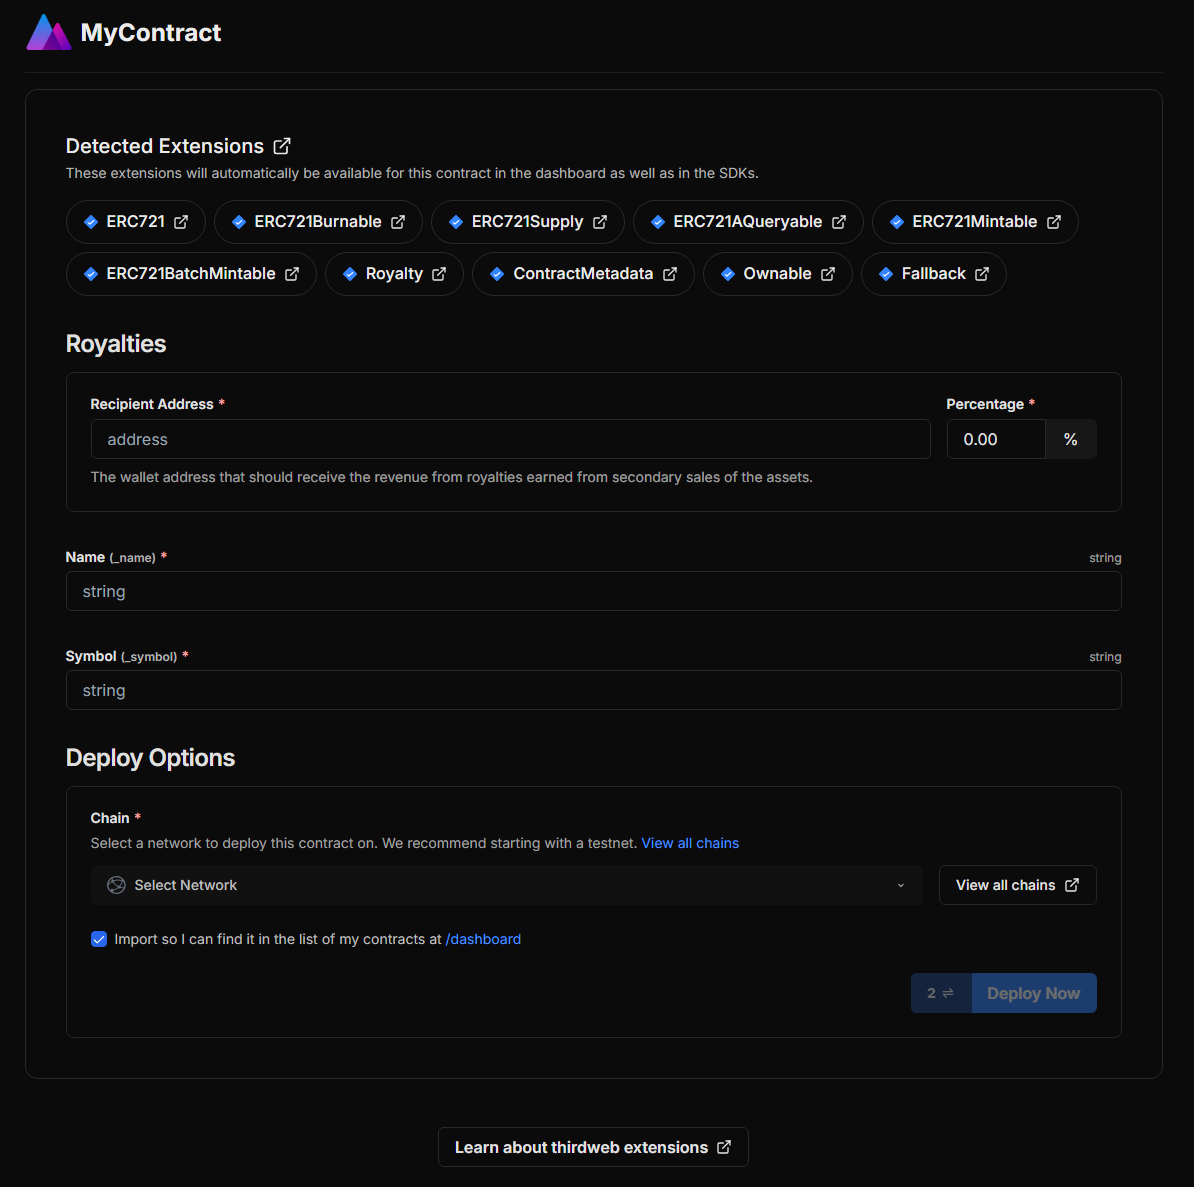 MyContract
Detected Extensions
These extensions will automatically be available for this contract in the dashboard as well as in the SDKs.
ERC721 ERC721Burnable ERC721Supply ERC721AQueryable ERC721Mintable
ERC721BatchMintable Royalty ContractMetadata Ownable Fallback
Royalties
Recipient Address * Percentage *
address 0.00 %
The wallet address that should receive the revenue from royalties earned from secondary sales of the assets.
Name (_name) * string
string
Symbol (_symbol) * string
string
Deploy Options
Chain *
Select a network to deploy this contract on. We recommend starting with a testnet. View all chains
Select Network View all chains
Import so I can find it in the list of my contracts at /dashboard
2 ⇌ Deploy Now
Learn about thirdweb extensions